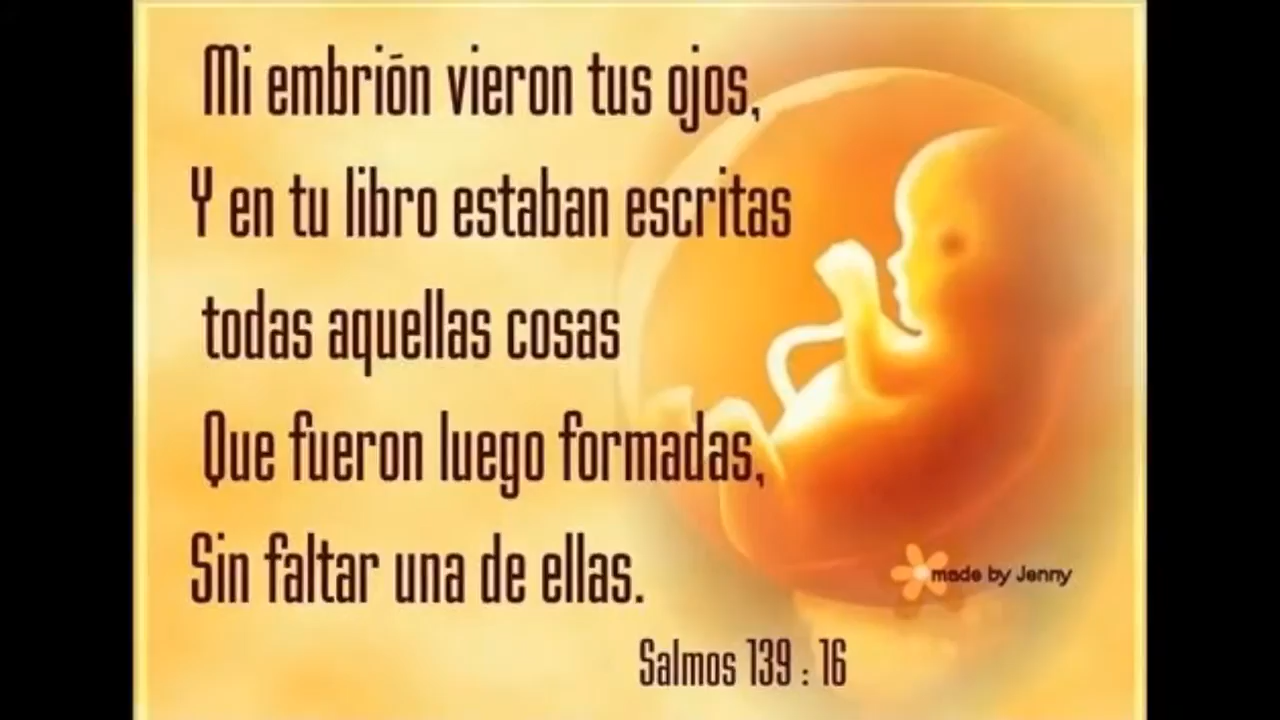 Mi embrión vieron tus ojos,
Y en tu libro estaban escritas
todas aquellas cosas
Que fueron luego formadas,
Sin faltar una de ellas.
made by Jenny
Salmos 139 : 16